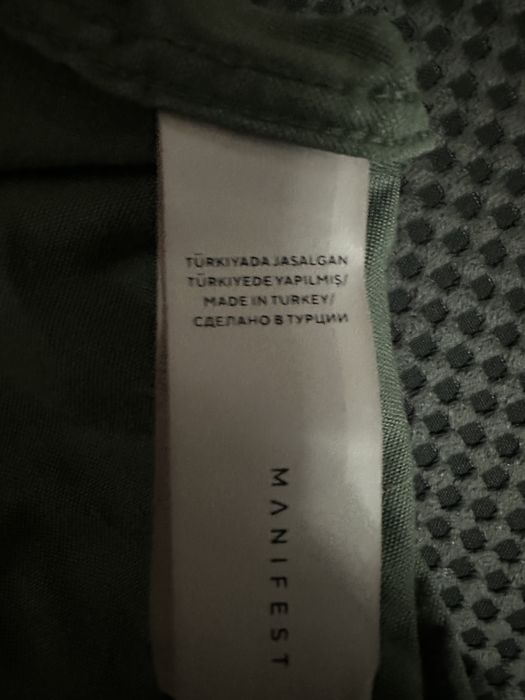 TÜRKIYADA JASALGAN
TÜRKIYEDE YAPILMIŞ/
MADE IN TURKEY/
СДЕЛАНО В ТУРЦИИ
MANIFEST